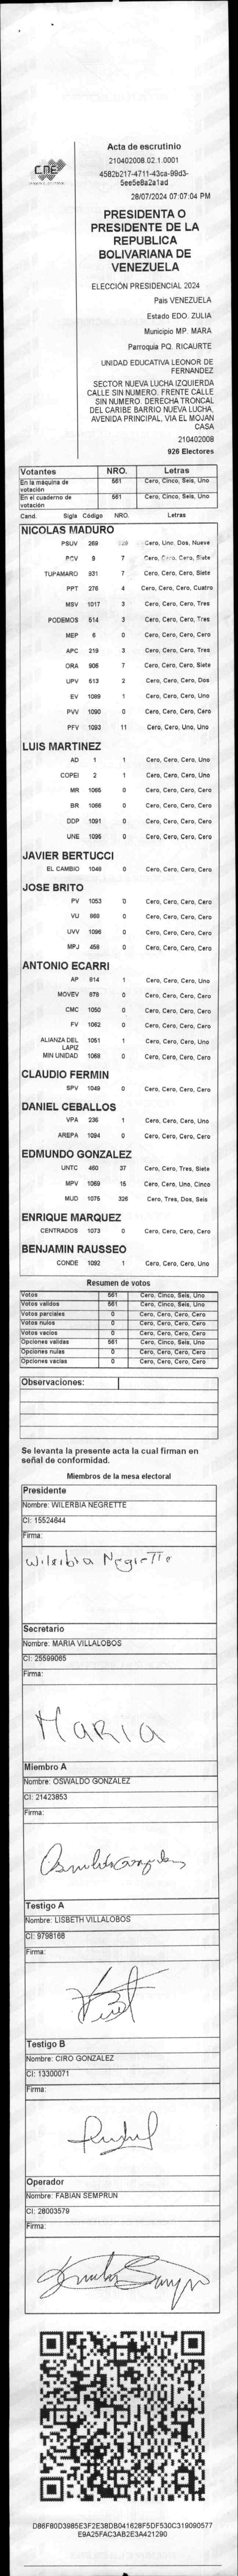 CNE
Acta de escrutinio
210402008.02.1.0001
4582b217-4711-43ca-99d3-
5ee5e8a2a1ad
28/07/2024 07:07:04 PM
PRESIDENTA O
PRESIDENTE DE LA
REPUBLICA
BOLIVARIANA DE
VENEZUELA
ELECCIÓN PRESIDENCIAL 2024
Pais VENEZUELA
Estado EDO. ZULIA
Municipio MP. MARA
Parroquia PQ. RICAURTE
UNIDAD EDUCATIVA LEONOR DE
FERNANDEZ
SECTOR NUEVA LUCHA IZQUIERDA
CALLE SIN NUMERO. FRENTE CALLE
SIN NUMERO. DERECHA TRONCAL
DEL CARIBE BARRIO NUEVA LUCHA,
AVENIDA PRINCIPAL, VIA EL MOJAN
CASA
210402008
926 Electores
Votantes NRO. Letras
En la máquina de votación 561 Cero, Cinco, Seis, Uno
En el cuaderno de votación 561 Cero, Cinco, Seis, Uno
Cand. Sigla Código NRO. Letras
NICOLAS MADURO
PSUV 269 129 Cero, Uno, Dos, Nueve
PCV 9 7 Cero, Cero, Cero, Siete
TUPAMARO 931 7 Cero, Cero, Cero, Siete
PPT 276 4 Cero, Cero, Cero, Cuatro
MSV 1017 3 Cero, Cero, Cero, Tres
PODEMOS 514 3 Cero, Cero, Cero, Tres
MEP 6 0 Cero, Cero, Cero, Cero
APC 219 3 Cero, Cero, Cero, Tres
ORA 906 7 Cero, Cero, Cero, Siete
UPV 613 2 Cero, Cero, Cero, Dos
EV 1089 1 Cero, Cero, Cero, Uno
PVV 1090 0 Cero, Cero, Cero, Cero
PFV 1093 11 Cero, Cero, Uno, Uno
LUIS MARTINEZ
AD 1 1 Cero, Cero, Cero, Uno
COPEI 2 1 Cero, Cero, Cero, Uno
MR 1065 0 Cero, Cero, Cero, Cero
BR 1066 0 Cero, Cero, Cero, Cero
DDP 1091 0 Cero, Cero, Cero, Cero
UNE 1095 0 Cero, Cero, Cero, Cero
JAVIER BERTUCCI
EL CAMBIO 1048 0 Cero, Cero, Cero, Cero
JOSE BRITO
PV 1053 0 Cero, Cero, Cero, Cero
VU 868 0 Cero, Cero, Cero, Cero
UVV 1096 0 Cero, Cero, Cero, Cero
MPJ 458 0 Cero, Cero, Cero, Cero
ANTONIO ECARRI
AP 814 1 Cero, Cero, Cero, Uno
MOVEV 878 0 Cero, Cero, Cero, Cero
CMC 1050 0 Cero, Cero, Cero, Cero
FV 1062 0 Cero, Cero, Cero, Cero
ALIANZA DEL LAPIZ 1051 1 Cero, Cero, Cero, Uno
MIN UNIDAD 1068 0 Cero, Cero, Cero, Cero
CLAUDIO FERMIN
SPV 1049 0 Cero, Cero, Cero, Cero
DANIEL CEBALLOS
VPA 236 1 Cero, Cero, Cero, Uno
AREPA 1094 0 Cero, Cero, Cero, Cero
EDMUNDO GONZALEZ
UNTC 460 37 Cero, Cero, Tres, Siete
MPV 1069 15 Cero, Cero, Uno, Cinco
MUD 1075 326 Cero, Tres, Dos, Seis
ENRIQUE MARQUEZ
CENTRADOS 1073 0 Cero, Cero, Cero, Cero
BENJAMIN RAUSSEO
CONDE 1092 1 Cero, Cero, Cero, Uno
Resumen de votos
Votos 561 Cero, Cinco, Seis, Uno
Votos validos 561 Cero, Cinco, Seis, Uno
Votos parciales 0 Cero, Cero, Cero, Cero
Votos nulos 0 Cero, Cero, Cero, Cero
Votos vacios 0 Cero, Cero, Cero, Cero
Opciones validas 561 Cero, Cinco, Seis, Uno
Opciones nulas 0 Cero, Cero, Cero, Cero
Opciones vacias 0 Cero, Cero, Cero, Cero
Observaciones:
Se levanta la presente acta la cual firman en
señal de conformidad.
Miembros de la mesa electoral
Presidente
Nombre: WILERBIA NEGRETTE
CI: 15524644
Firma:
Wilerbia Negrette
Secretario
Nombre: MARIA VILLALOBOS
CI: 25599065
Firma:
MARIA
Miembro A
Nombre: OSWALDO GONZALEZ
CI: 21423853
Firma:
Testigo A
Nombre: LISBETH VILLALOBOS
CI: 9798168
Firma:
Testigo B
Nombre: CIRO GONZALEZ
CI: 13300071
Firma:
Operador
Nombre: FABIAN SEMPRUN
CI: 28003579
Firma:
D86F80D3985E3F2E38DB041628F5DF530C319090577
E9A25FAC3AB2E3A421290